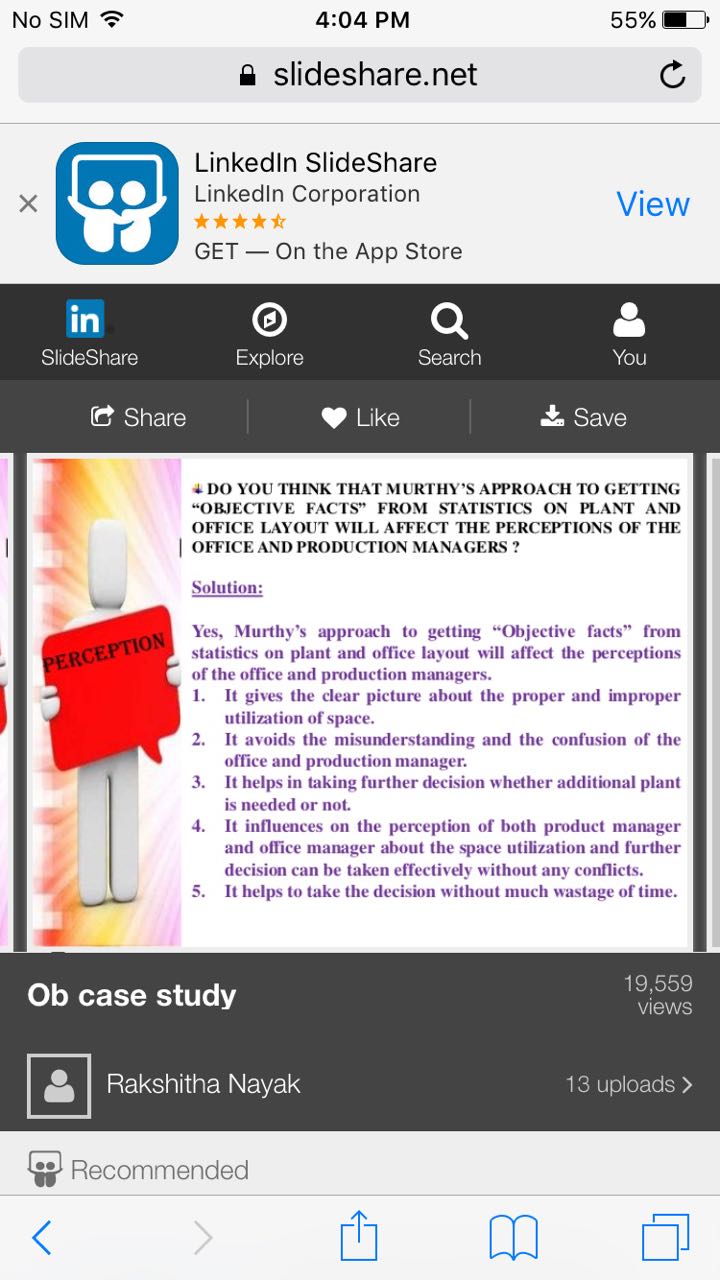 No SIM 4:04 PM 55%
slideshare.net
LinkedIn SlideShare
LinkedIn Corporation
View
GET — On the App Store
in
SlideShare Explore Search You
Share Like Save
DO YOU THINK THAT MURTHY'S APPROACH TO GETTING
"OBJECTIVE FACTS" FROM STATISTICS ON PLANT AND
OFFICE LAYOUT WILL AFFECT THE PERCEPTIONS OF THE
OFFICE AND PRODUCTION MANAGERS ?
Solution:
PERCEPTION
Yes, Murthy's approach to getting "Objective facts" from
statistics on plant and office layout will affect the perceptions
of the office and production managers.
1. It gives the clear picture about the proper and improper
utilization of space.
2. It avoids the misunderstanding and the confusion of the
office and production manager.
3. It helps in taking further decision whether additional plant
is needed or not.
4. It influences on the perception of both product manager
and office manager about the space utilization and further
decision can be taken effectively without any conflicts.
5. It helps to take the decision without much wastage of time.
Ob case study
19,559
views
Rakshitha Nayak 13 uploads
Recommended